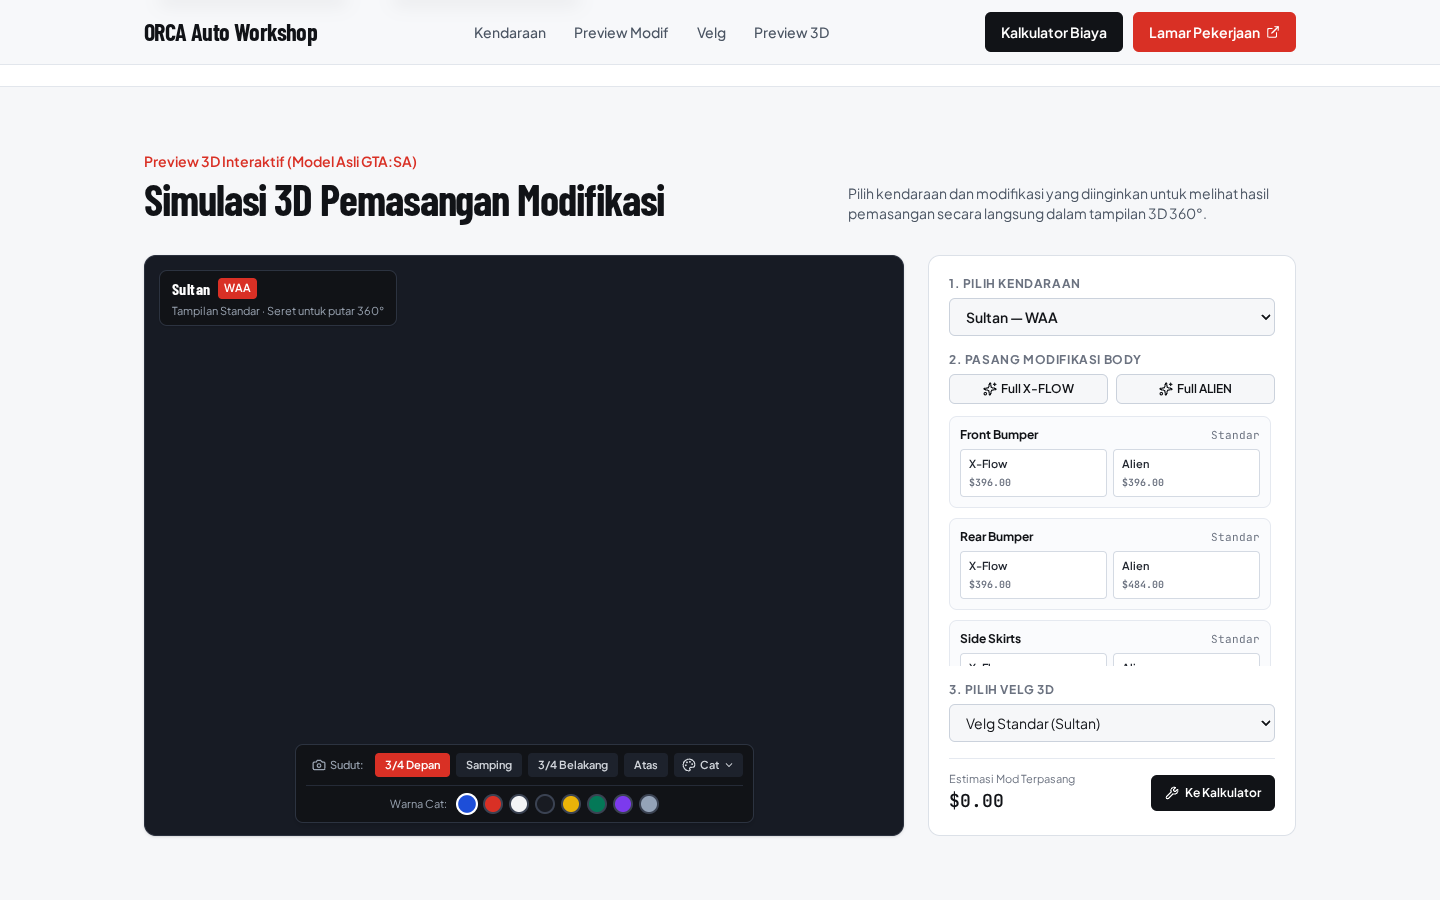 ORCA Auto Workshop
Kendaraan
Preview Modif
Velg
Preview 3D
Kalkulator Biaya
Lamar Pekerjaan
Preview 3D Interaktif (Model Asli GTA:SA)
Simulasi 3D Pemasangan Modifikasi
Pilih kendaraan dan modifikasi yang diinginkan untuk melihat hasil
pemasangan secara langsung dalam tampilan 3D 360°.
Sultan WAA
Tampilan Standar · Seret untuk putar 360°
Sudut:
3/4 Depan
Samping
3/4 Belakang
Atas
Cat
Warna Cat:
1. PILIH KENDARAAN
Sultan — WAA
2. PASANG MODIFIKASI BODY
Full X-FLOW
Full ALIEN
Front Bumper
Standar
X-Flow
$396.00
Alien
$396.00
Rear Bumper
Standar
X-Flow
$396.00
Alien
$484.00
Side Skirts
Standar
3. PILIH VELG 3D
Velg Standar (Sultan)
Estimasi Mod Terpasang
$0.00
Ke Kalkulator